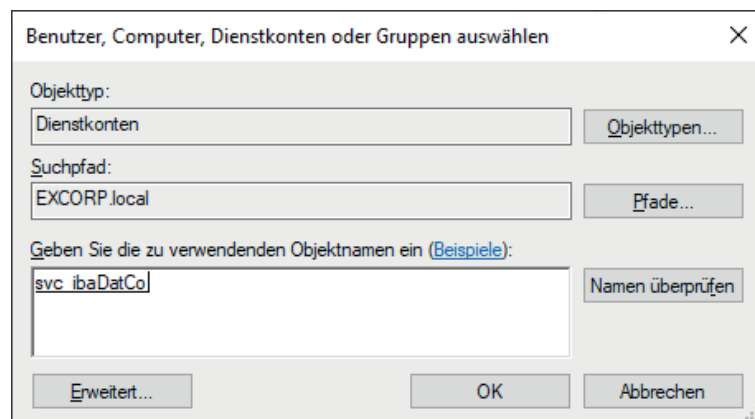 Benutzer, Computer, Dienstkonten oder Gruppen auswählen
Objekttyp:
Dienstkonten
Objekttypen...
Suchpfad:
EXCORP.local
Pfade...
Geben Sie die zu verwendenden Objektnamen ein (Beispiele):
svc_ibaDatCo
Namen überprüfen
Erweitert...
OK
Abbrechen